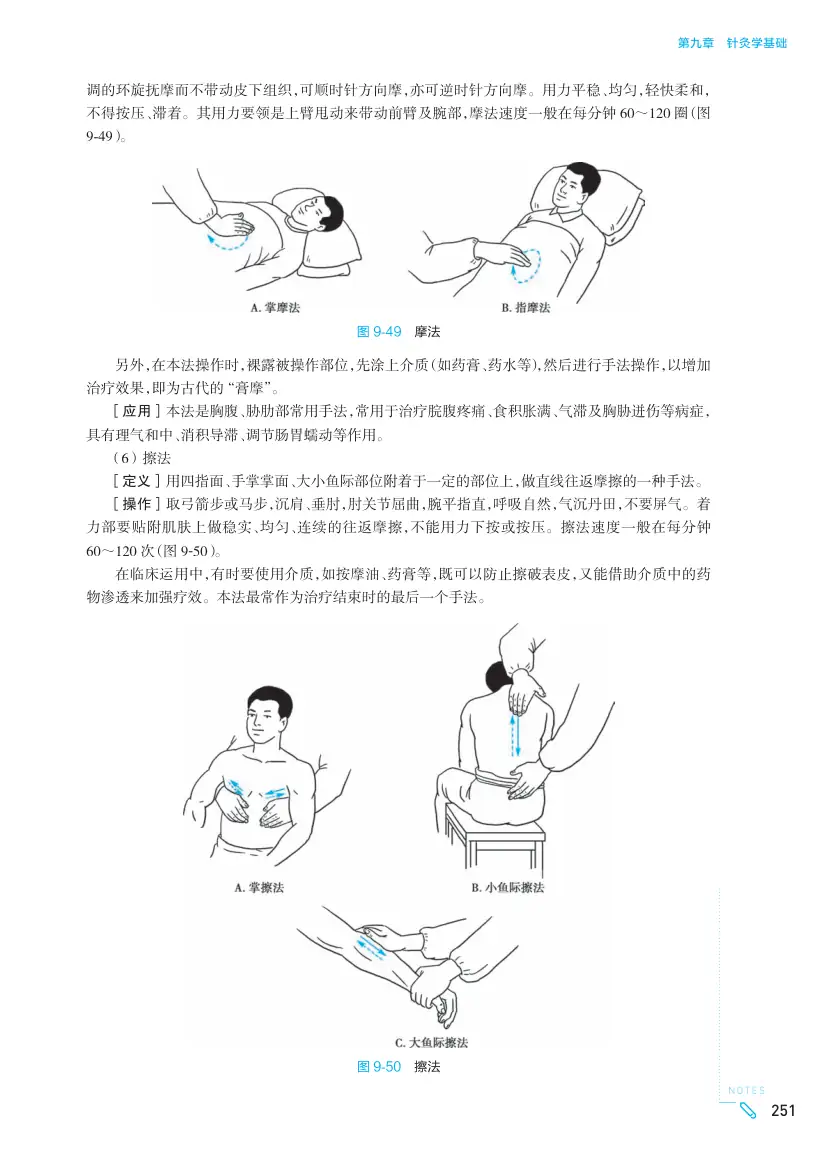 第九章 针灸学基础
调的环旋抚摩而不带动皮下组织，可顺时针方向摩，亦可逆时针方向摩。用力平稳、均匀，轻快柔和，
不得按压、滞着。其用力要领是上臂甩动来带动前臂及腕部，摩法速度一般在每分钟 60～120 圈（图
9-49）。
A. 掌摩法
B. 指摩法
图 9-49 摩法
另外，在本法操作时，裸露被操作部位，先涂上介质（如药膏、药水等），然后进行手法操作，以增加
治疗效果，即为古代的“膏摩”。
［应用］本法是胸腹、胁肋部常用手法，常用于治疗脘腹疼痛、食积胀满、气滞及胸胁迸伤等病症，
具有理气和中、消积导滞、调节肠胃蠕动等作用。
（6）擦法
［定义］用四指面、手掌掌面、大小鱼际部位附着于一定的部位上，做直线往返摩擦的一种手法。
［操作］取弓箭步或马步，沉肩、垂肘，肘关节屈曲，腕平指直，呼吸自然，气沉丹田，不要屏气。着
力部要贴附肌肤上做稳实、均匀、连续的往返摩擦，不能用力下按或按压。擦法速度一般在每分钟
60～120 次（图 9-50）。
在临床运用中，有时要使用介质，如按摩油、药膏等，既可以防止擦破表皮，又能借助介质中的药
物渗透来加强疗效。本法最常作为治疗结束时的最后一个手法。
A. 掌擦法
B. 小鱼际擦法
C. 大鱼际擦法
图 9-50 擦法
NOTES
251